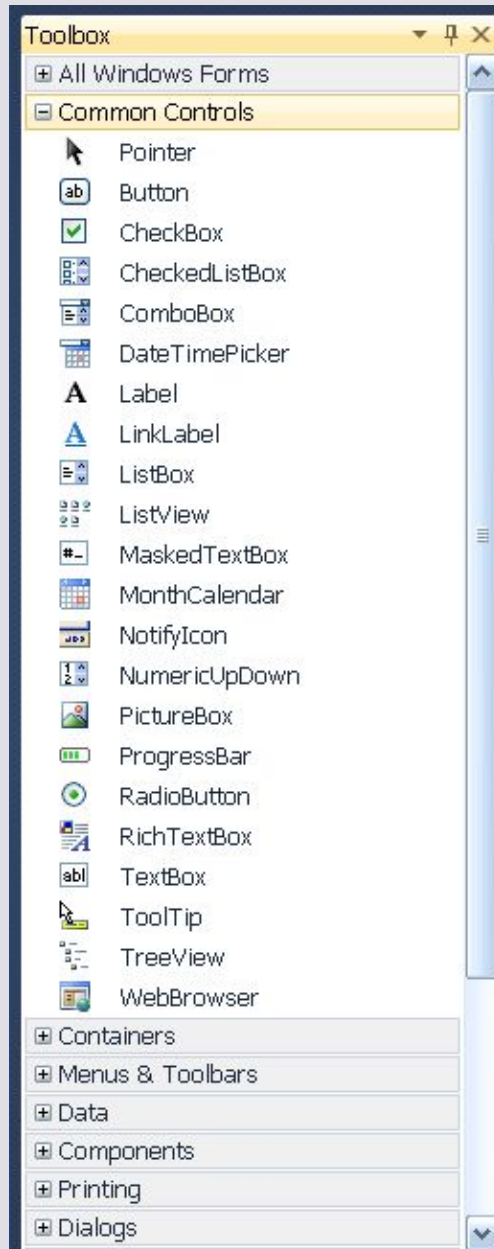 Toolbox
All Windows Forms
Common Controls
Pointer
Button
CheckBox
CheckedListBox
ComboBox
DateTimePicker
Label
LinkLabel
ListBox
ListView
MaskedTextBox
MonthCalendar
NotifyIcon
NumericUpDown
PictureBox
ProgressBar
RadioButton
RichTextBox
TextBox
ToolTip
TreeView
WebBrowser
Containers
Menus & Toolbars
Data
Components
Printing
Dialogs